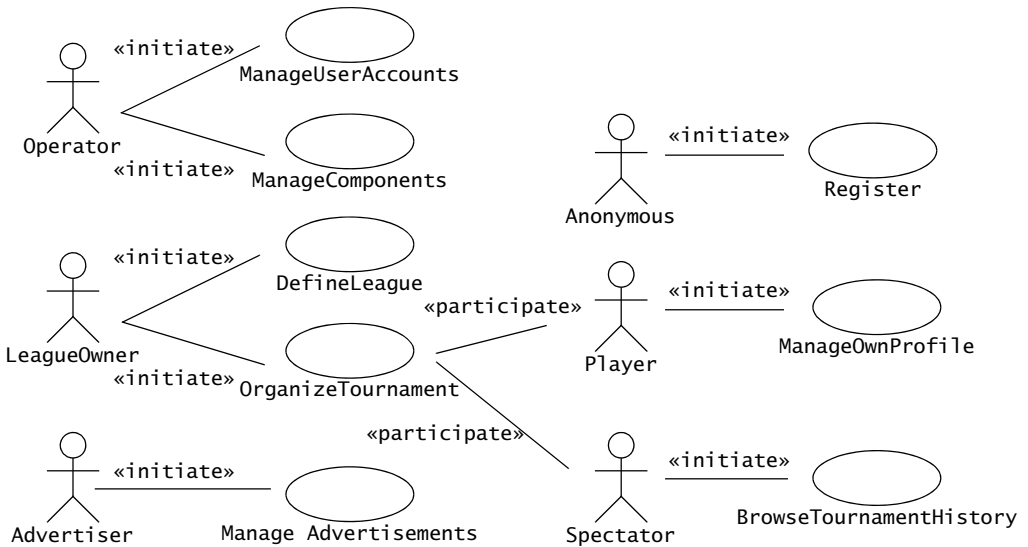 «initiate»
ManageUserAccounts
Operator
«initiate»
ManageComponents
«initiate»
Anonymous
Register
«initiate»
DefineLeague
LeagueOwner
«initiate»
OrganizeTournament
«participate»
«participate»
Player
«initiate»
ManageOwnProfile
Advertiser
«initiate»
Manage Advertisements
Spectator
«initiate»
BrowseTournamentHistory